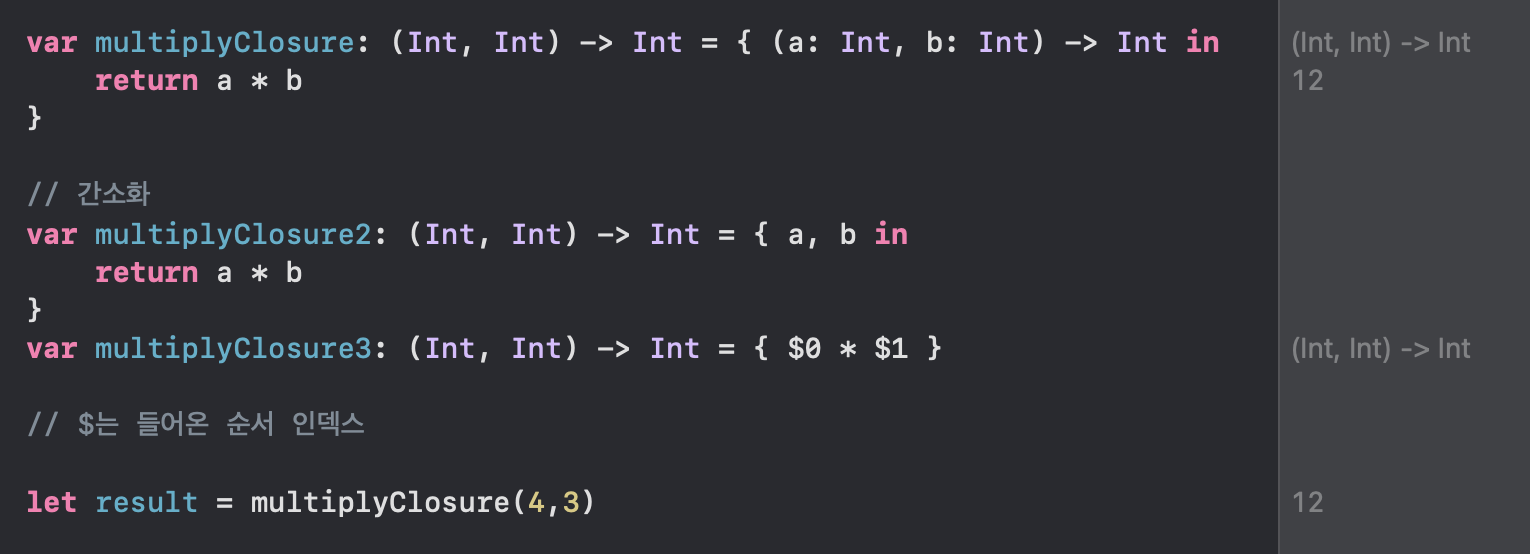 var multiplyClosure: (Int, Int) -> Int = { (a: Int, b: Int) -> Int in
(Int, Int) -> Int
    return a * b
12
}
// 간소화
var multiplyClosure2: (Int, Int) -> Int = { a, b in
    return a * b
}
var multiplyClosure3: (Int, Int) -> Int = { $0 * $1 }
(Int, Int) -> Int
// $는 들어온 순서 인덱스
let result = multiplyClosure(4,3)
12